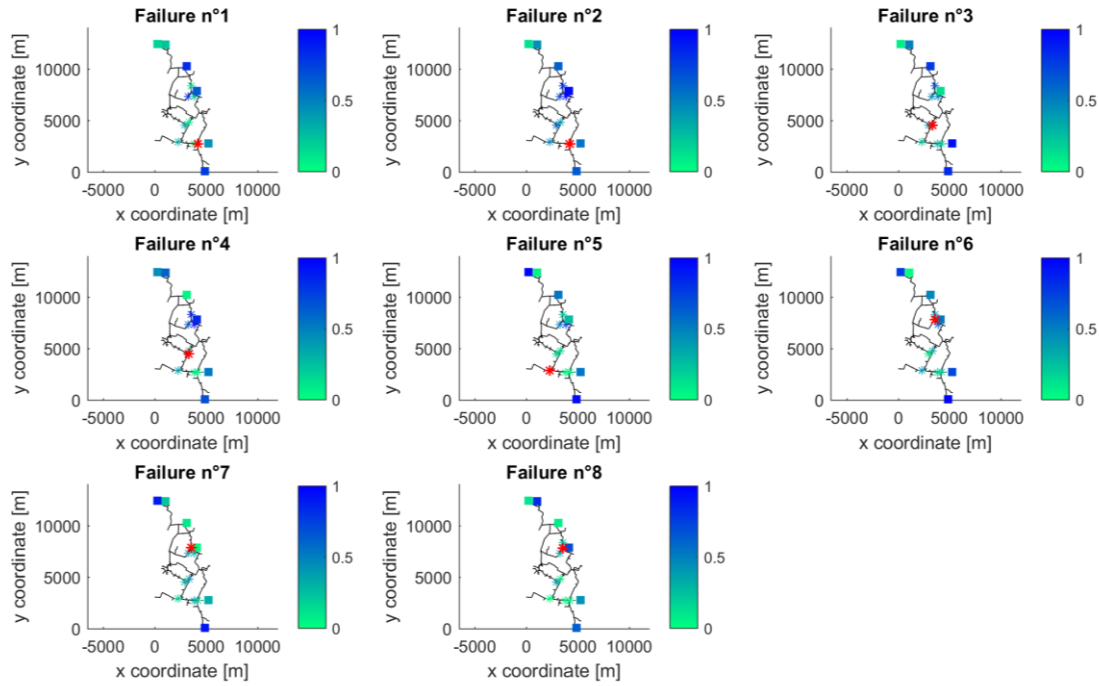 Failure n°1
Failure n°2
Failure n°3
y coordinate [m]
10000
5000
0
-5000 0 5000 10000
x coordinate [m]
1
0.5
0
y coordinate [m]
10000
5000
0
-5000 0 5000 10000
x coordinate [m]
1
0.5
0
y coordinate [m]
10000
5000
0
-5000 0 5000 10000
x coordinate [m]
1
0.5
0
Failure n°4
Failure n°5
Failure n°6
y coordinate [m]
10000
5000
0
-5000 0 5000 10000
x coordinate [m]
1
0.5
0
y coordinate [m]
10000
5000
0
-5000 0 5000 10000
x coordinate [m]
1
0.5
0
y coordinate [m]
10000
5000
0
-5000 0 5000 10000
x coordinate [m]
1
0.5
0
Failure n°7
Failure n°8
y coordinate [m]
10000
5000
0
-5000 0 5000 10000
x coordinate [m]
1
0.5
0
y coordinate [m]
10000
5000
0
-5000 0 5000 10000
x coordinate [m]
1
0.5
0